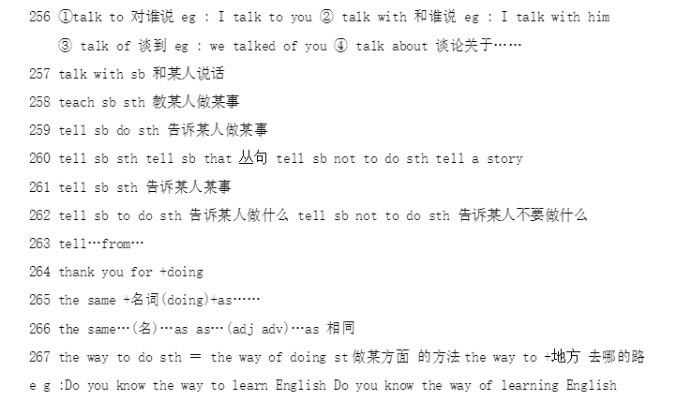 256 ①talk to 对谁说 eg : I talk to you ② talk with 和谁说 eg : I talk with him
③ talk of 谈到 eg : we talked of you ④ talk about 谈论关于……
257 talk with sb 和某人说话
258 teach sb sth 教某人做某事
259 tell sb do sth 告诉某人做某事
260 tell sb sth tell sb that 丛句 tell sb not to do sth tell a story
261 tell sb sth 告诉某人某事
262 tell sb to do sth 告诉某人做什么 tell sb not to do sth 告诉某人不要做什么
263 tell…from…
264 thank you for +doing
265 the same +名词(doing)+as……
266 the same…(名)…as as…(adj adv)…as 相同
267 the way to do sth ＝ the way of doing st做某方面 的方法 the way to +地方 去哪的路
e g :Do you know the way to learn English Do you know the way of learning English